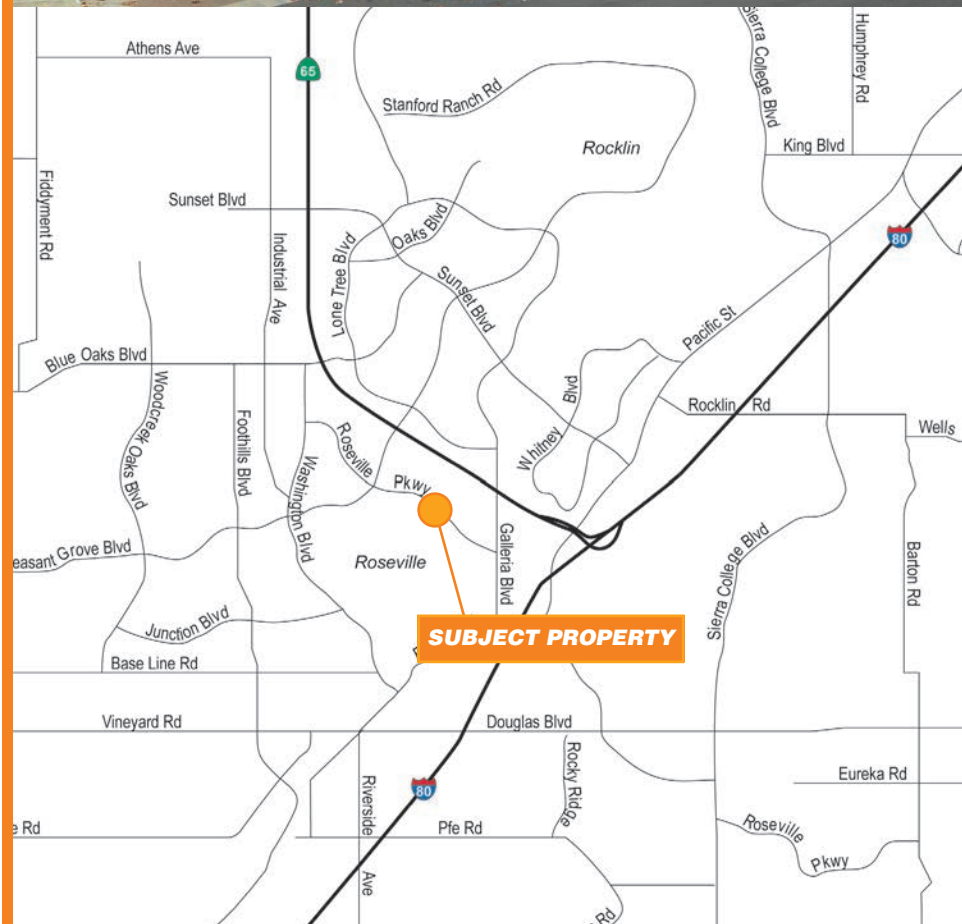 Athens Ave
65
Sierra College Blvd
Humphrey Rd
Stanford Ranch Rd
Rocklin
King Blvd
Fiddyment Rd
Sunset Blvd
Industrial Ave
Lone Tree Blvd
Oaks Blvd
Sunset Blvd
80
Pacific St
Blue Oaks Blvd
Woodcreek Oaks Blvd
Foothills Blvd
Washington Blvd
Roseville Pkwy
Whitney Blvd
Rocklin Rd
Wells
easant Grove Blvd
Roseville
Galleria Blvd
Sierra College Blvd
Barton Rd
Junction Blvd
SUBJECT PROPERTY
Base Line Rd
Vineyard Rd
Douglas Blvd
80
Riverside Ave
Rocky Ridge
Eureka Rd
e Rd
Pfe Rd
Roseville Pkwy
Rd